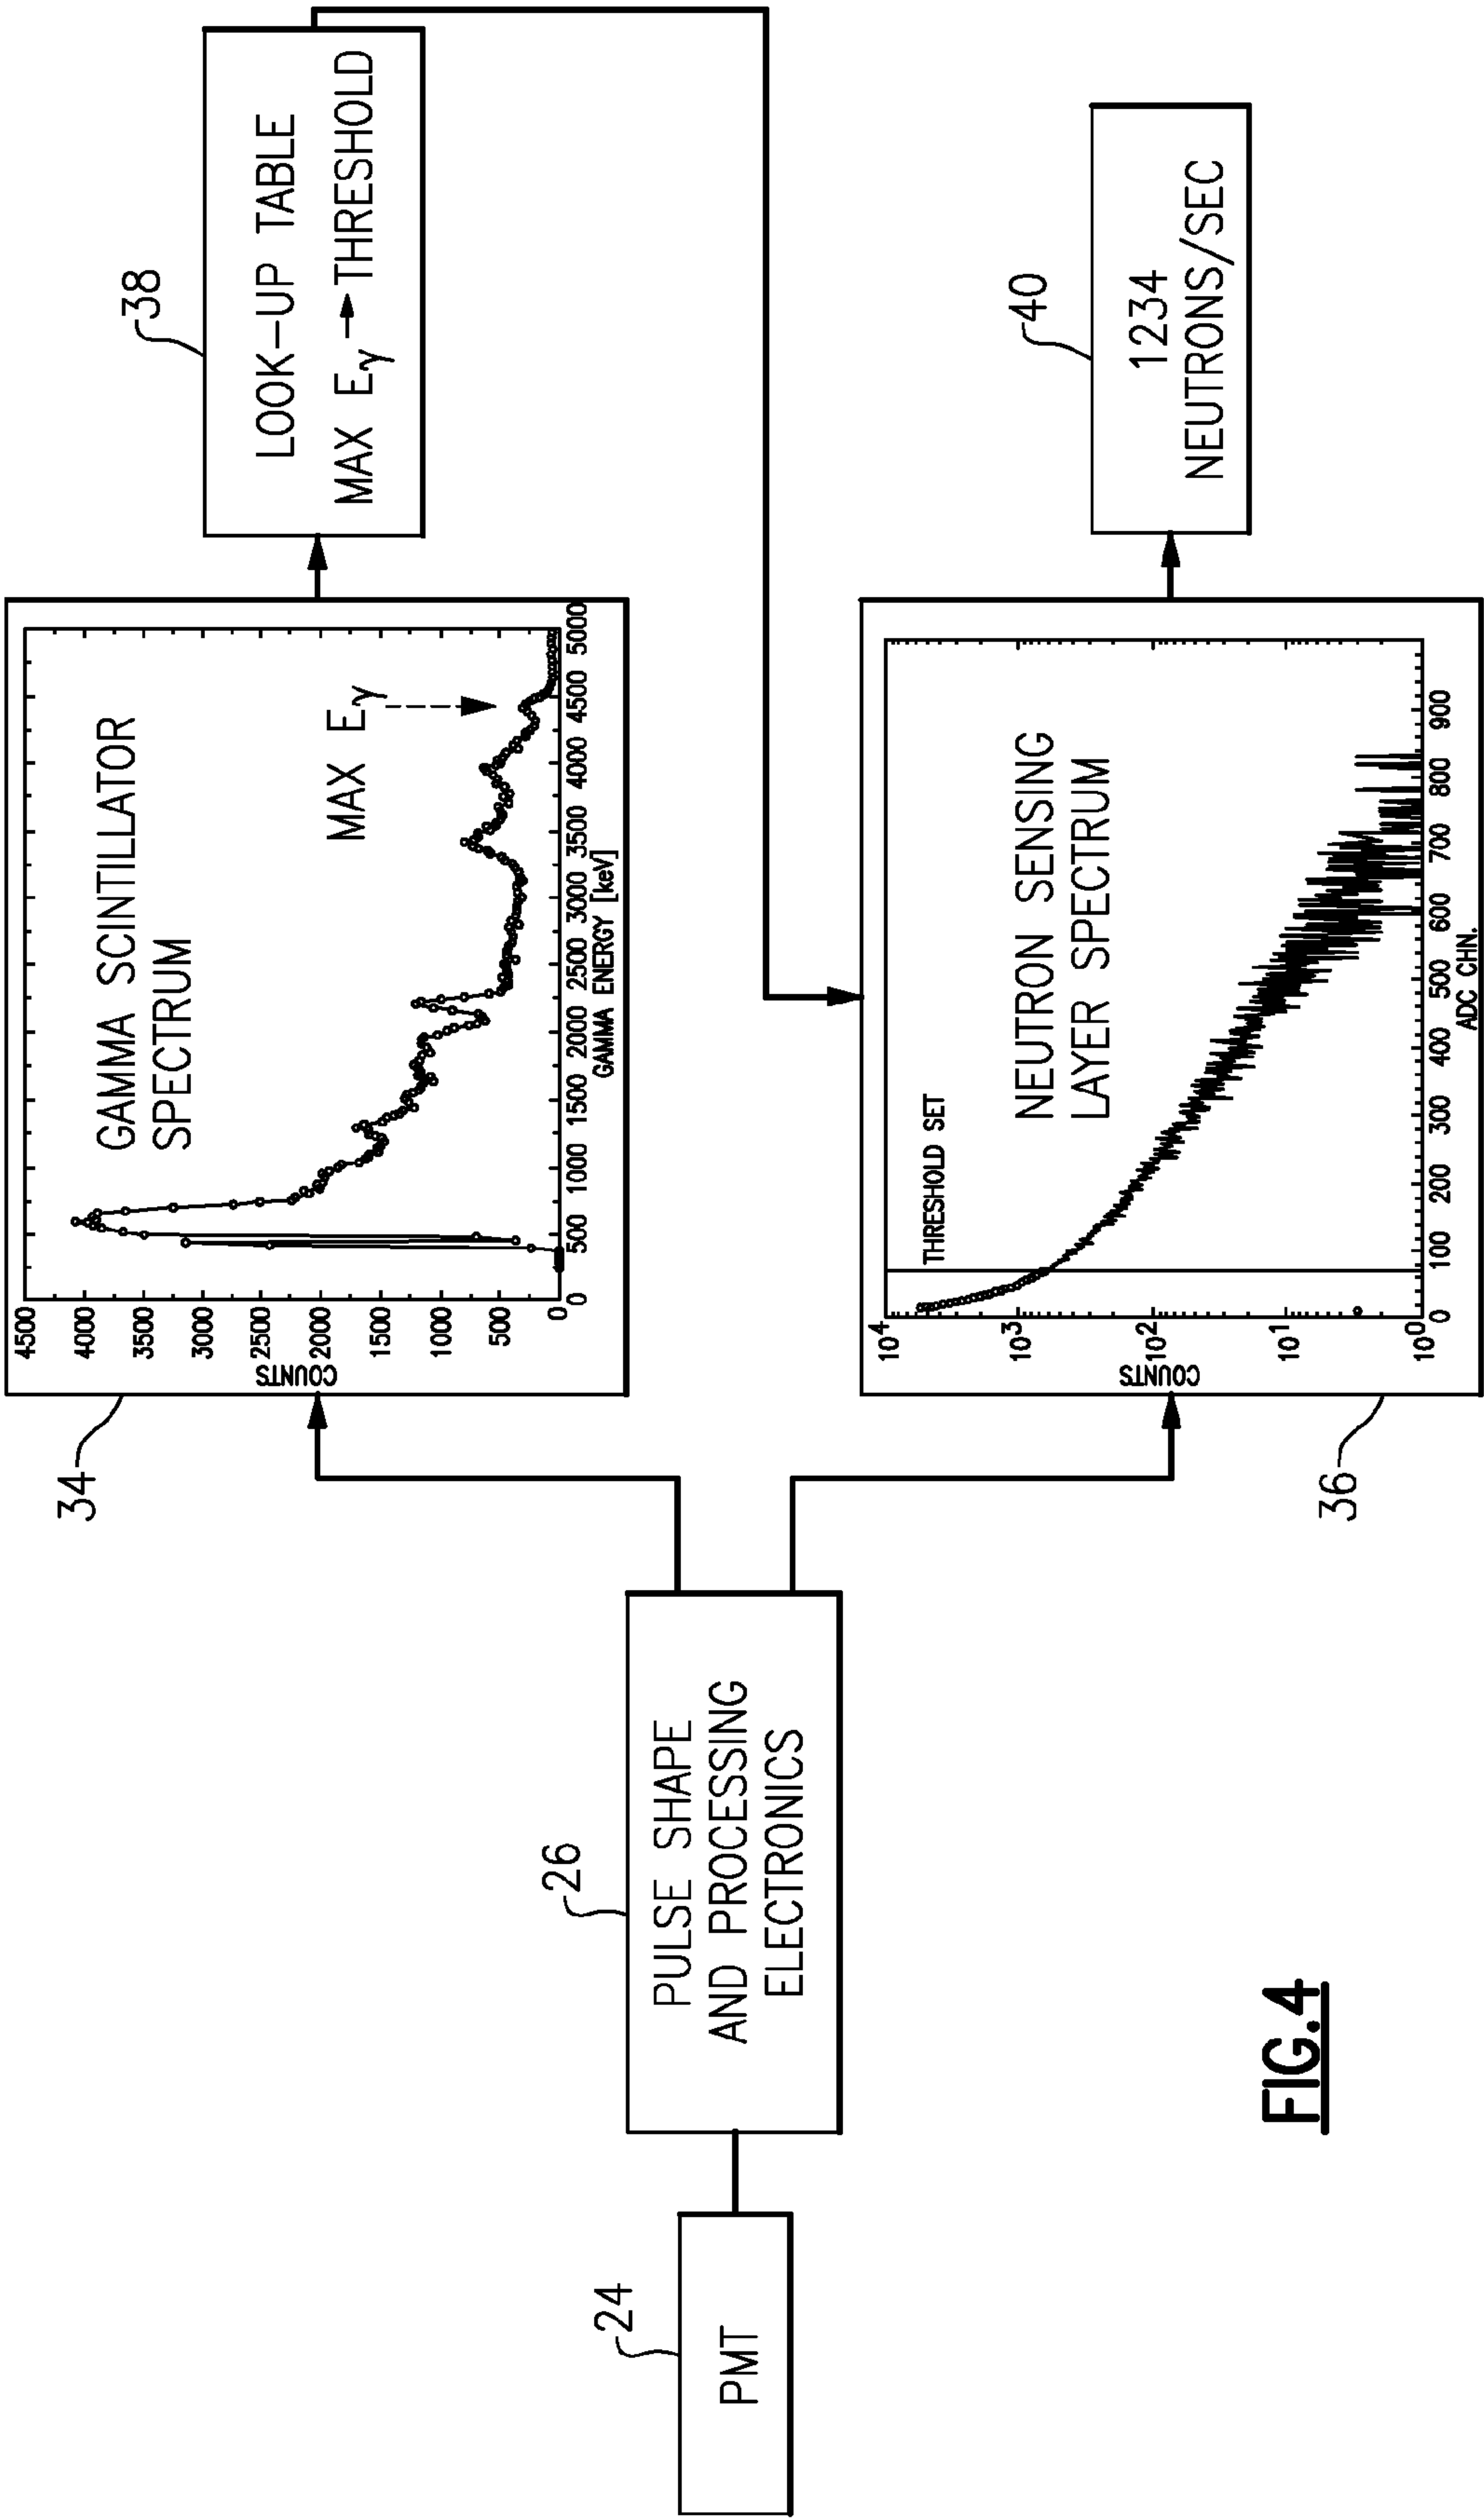 24
PMT
26
PULSE SHAPE
AND PROCESSING
ELECTRONICS
34
GAMMA SCINTILLATOR
SPECTRUM
MAX Eγ
COUNTS
4500
4000
3500
3000
2500
2000
1500
1000
500
0
0 500 1000 1500 2000 2500 3000 3500 4000 4500 5000
GAMMA ENERGY [keV]
38
LOOK-UP TABLE
MAX Eγ → THRESHOLD
36
THRESHOLD SET
NEUTRON SENSING
LAYER SPECTRUM
COUNTS
10⁴
10³
10²
10¹
10⁰
0 100 200 300 400 500 600 700 800 900
ADC CHN.
40
1234
NEUTRONS/SEC
FIG.4